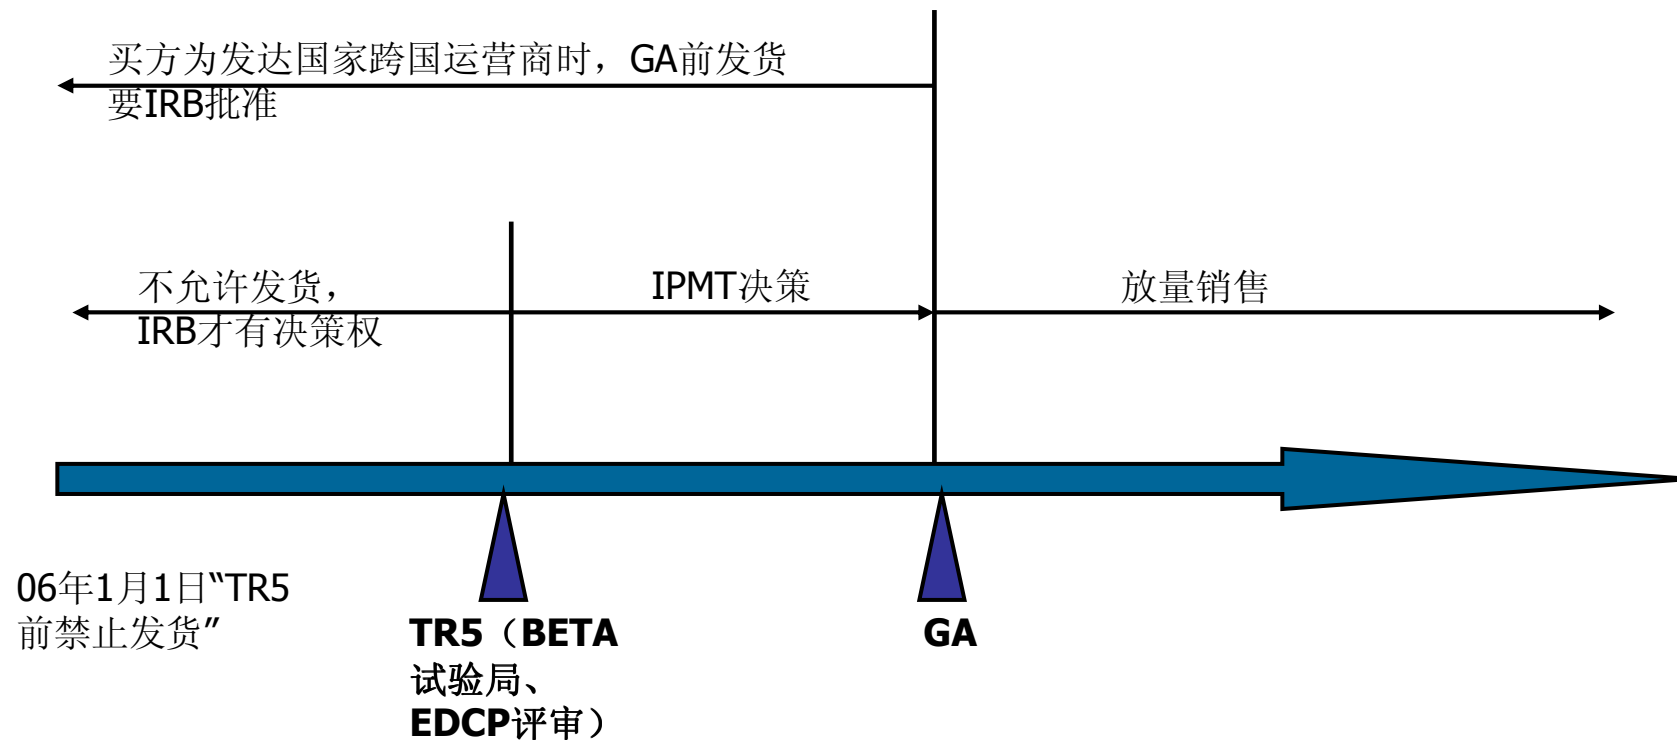 买方为发达国家跨国运营商时，GA前发货
要IRB批准
不允许发货，
IRB才有决策权
IPMT决策
放量销售
06年1月1日“TR5
前禁止发货”
TR5（BETA
试验局、
EDCP评审）
GA